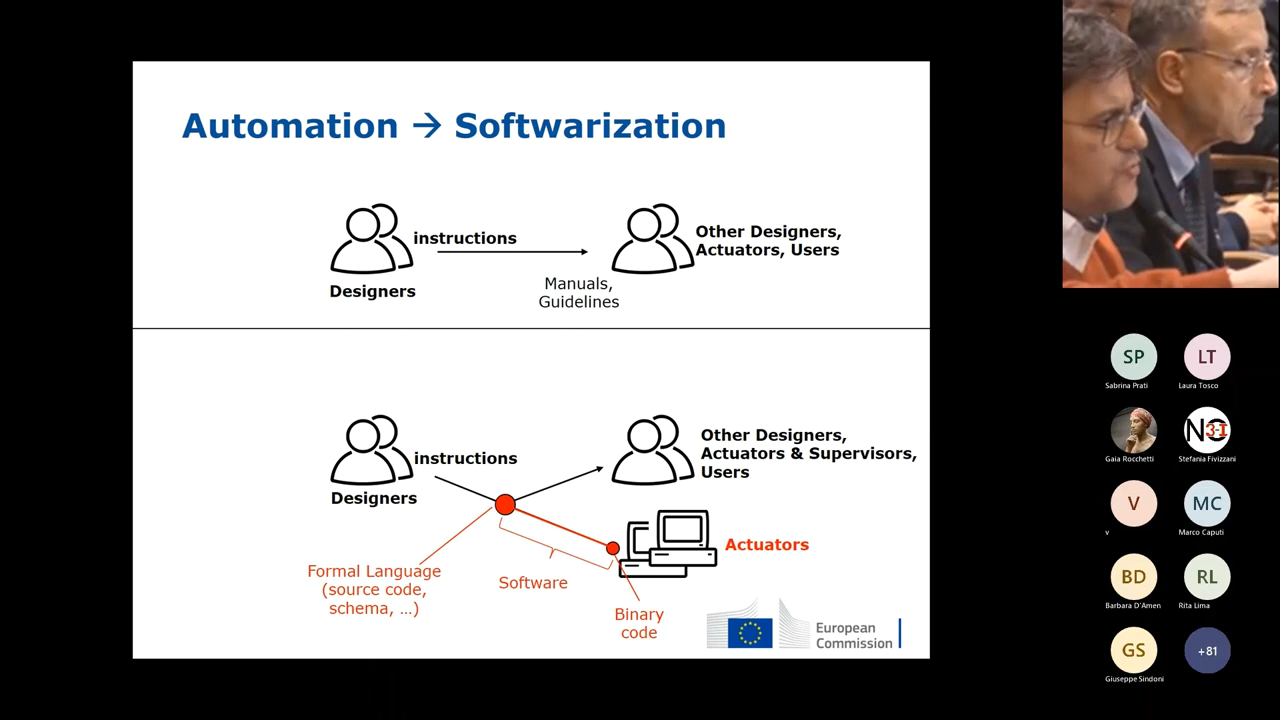 Automation → Softwarization
instructions
Other Designers,
Actuators, Users
Designers
Manuals,
Guidelines
instructions
Other Designers,
Actuators & Supervisors,
Users
Designers
Actuators
Formal Language
(source code,
schema, ...)
Software
Binary
code
European
Commission
SP
Sabrina Prati
LT
Laura Tosco
Gaia Rocchetti
NO
3-I
Stefania Fivizzani
V
v
MC
Marco Caputi
BD
Barbara D'Amen
RL
Rita Lima
GS
Giuseppe Sindoni
+81